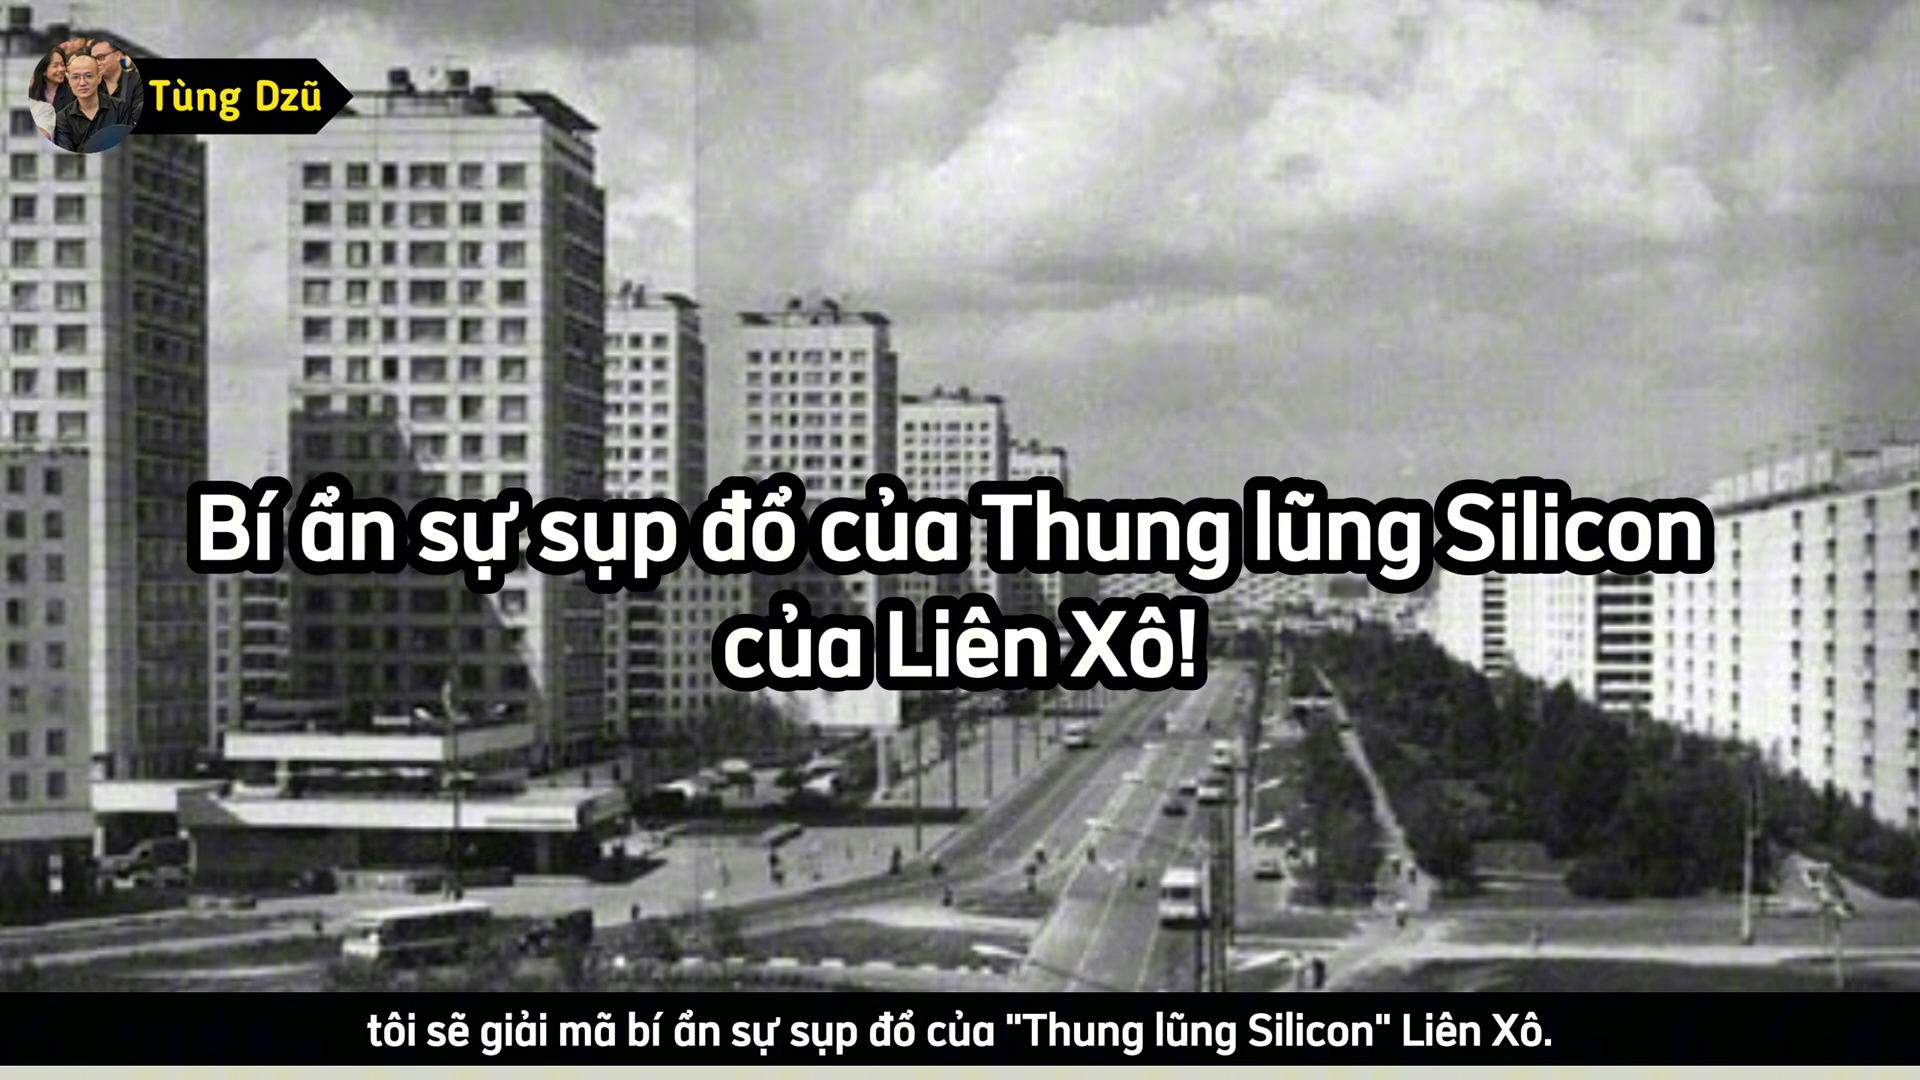 Tùng Dzũ
Bí ẩn sự sụp đổ của Thung lũng Silicon
của Liên Xô!
tôi sẽ giải mã bí ẩn sự sụp đổ của "Thung lũng Silicon" Liên Xô.